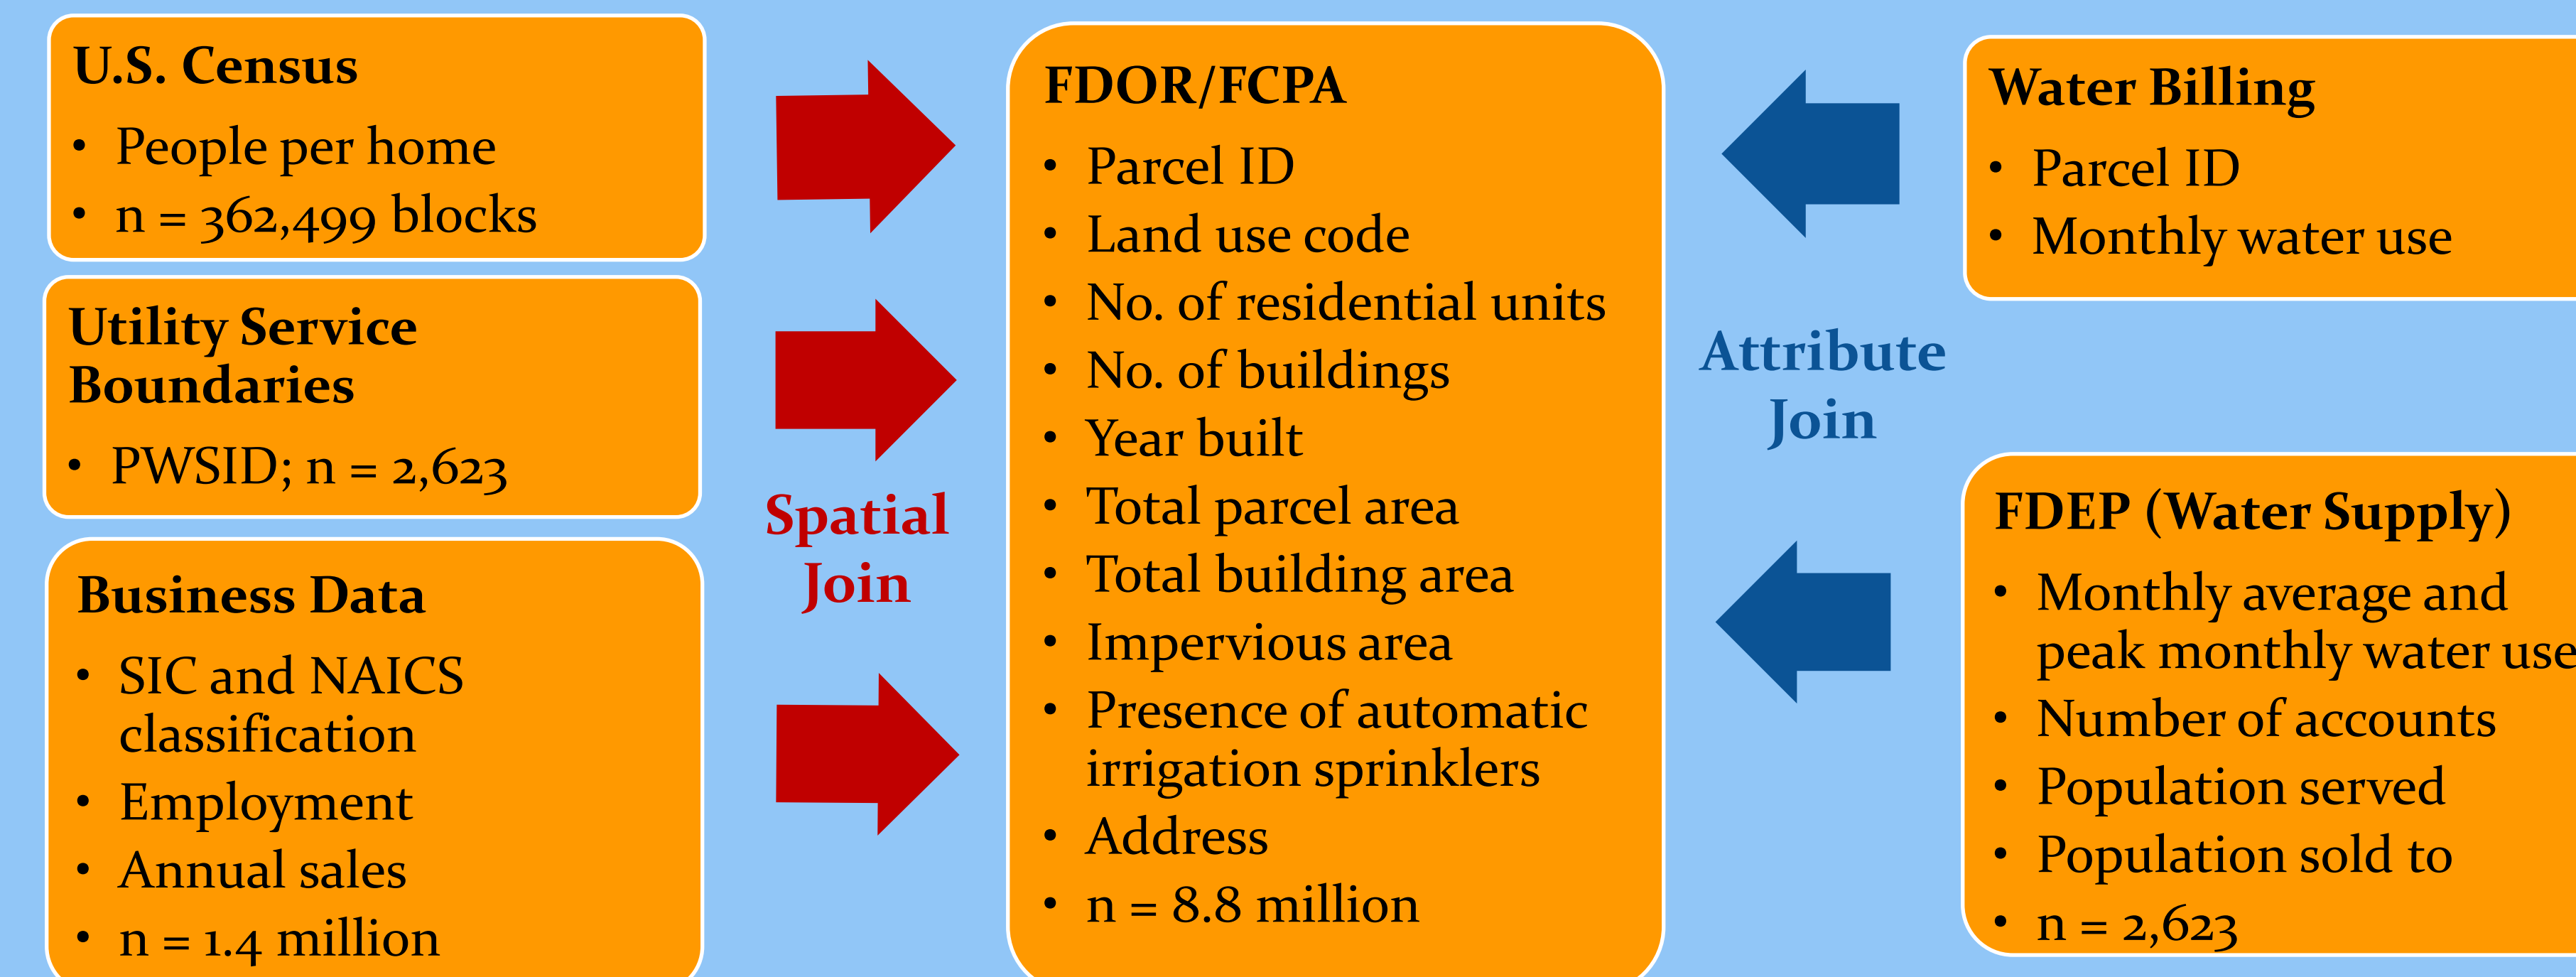 U.S. Census
• People per home
• n = 362,499 blocks
Utility Service
Boundaries
• PWSID; n = 2,623
Business Data
• SIC and NAICS
classification
• Employment
• Annual sales
• n = 1.4 million
Spatial
Join
FDOR/FCPA
• Parcel ID
• Land use code
• No. of residential units
• No. of buildings
• Year built
• Total parcel area
• Total building area
• Impervious area
• Presence of automatic
irrigation sprinklers
• Address
• n = 8.8 million
Attribute
Join
Water Billing
• Parcel ID
• Monthly water use
FDEP (Water Supply)
• Monthly average and
peak monthly water use
• Number of accounts
• Population served
• Population sold to
• n = 2,623